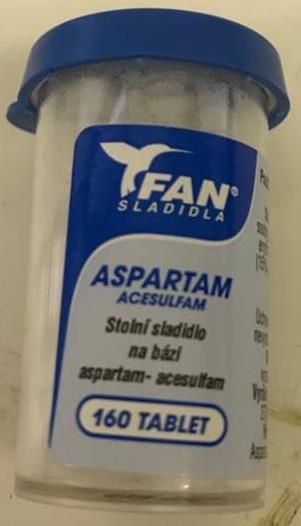 FAN®
SLADIDLA
ASPARTAM
ACESULFAM
Stolní sladidlo
na bázi
aspartam- acesulfam
160 TABLET